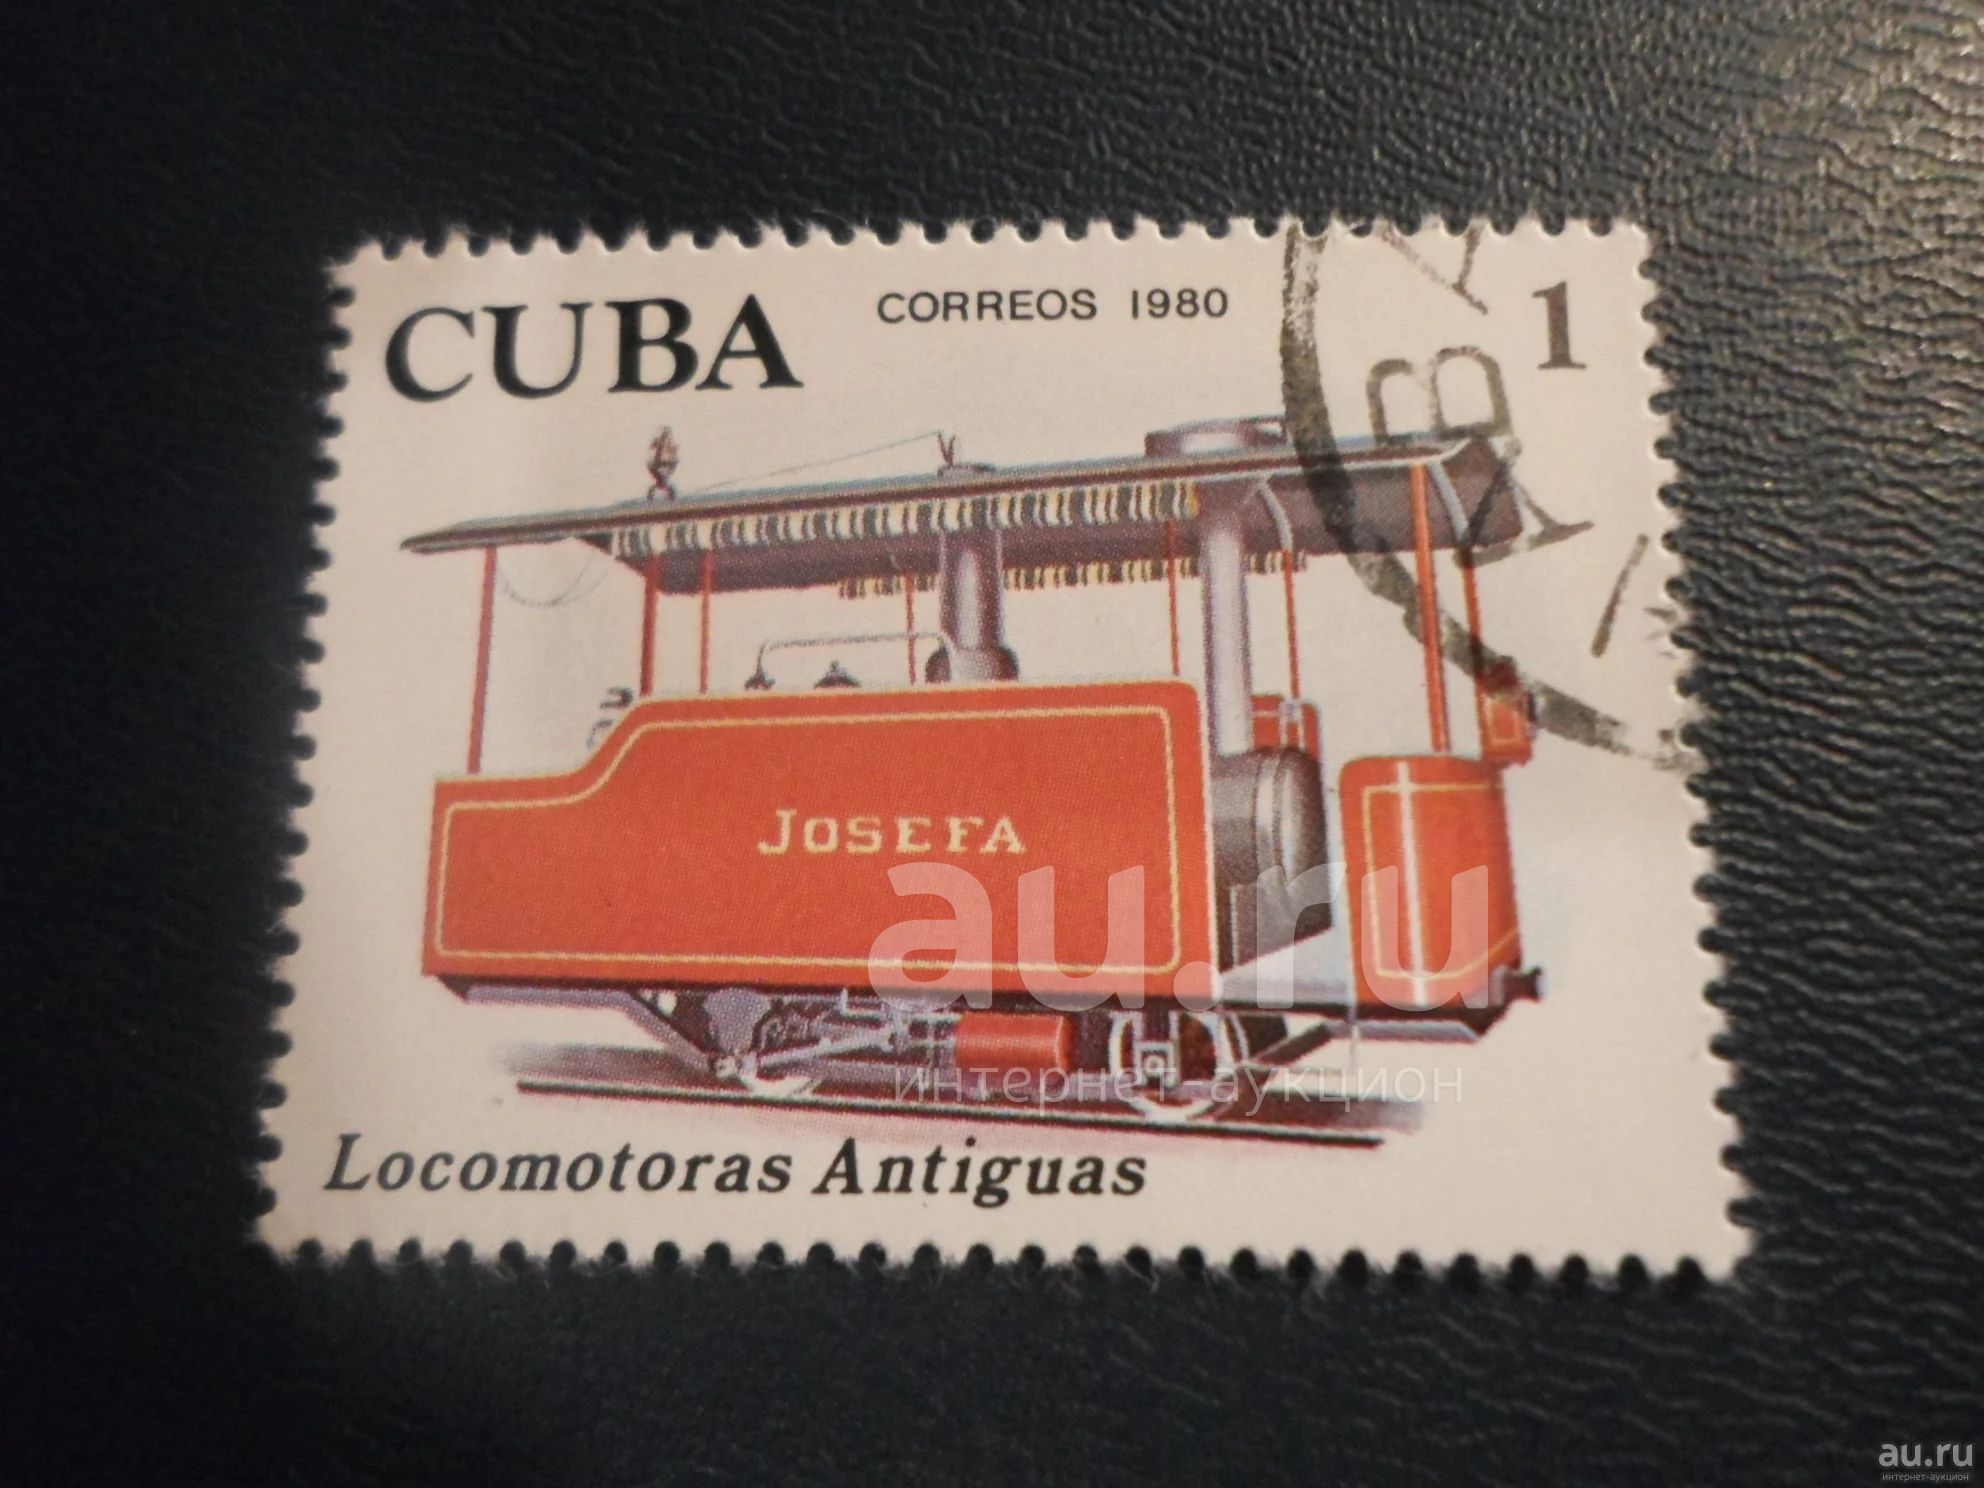 CUBA
CORREOS 1980
1
JOSEFA
au.ru
интернет-аукцион
Locomotoras Antiguas
au.ru
интернет-аукцион